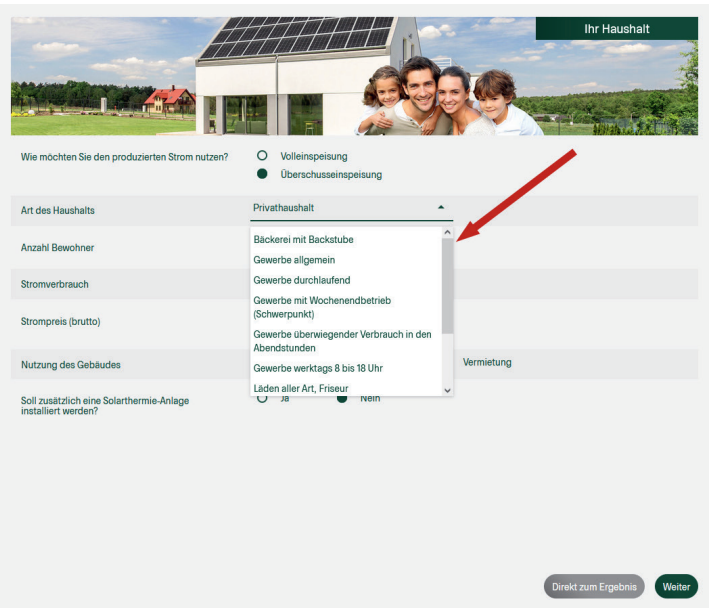 Ihr Haushalt
Wie möchten Sie den produzierten Strom nutzen?
Volleinspeisung
Überschusseinspeisung
Art des Haushalts
Privathaushalt
Anzahl Bewohner
Bäckerei mit Backstube
Gewerbe allgemein
Stromverbrauch
Gewerbe durchlaufend
Gewerbe mit Wochenendbetrieb
(Schwerpunkt)
Strompreis (brutto)
Gewerbe überwiegender Verbrauch in den
Abendstunden
Nutzung des Gebäudes
Gewerbe werktags 8 bis 18 Uhr
Vermietung
Läden aller Art, Friseur
Soll zusätzlich eine Solarthermie-Anlage
installiert werden?
Ja
Nein
Direkt zum Ergebnis
Weiter